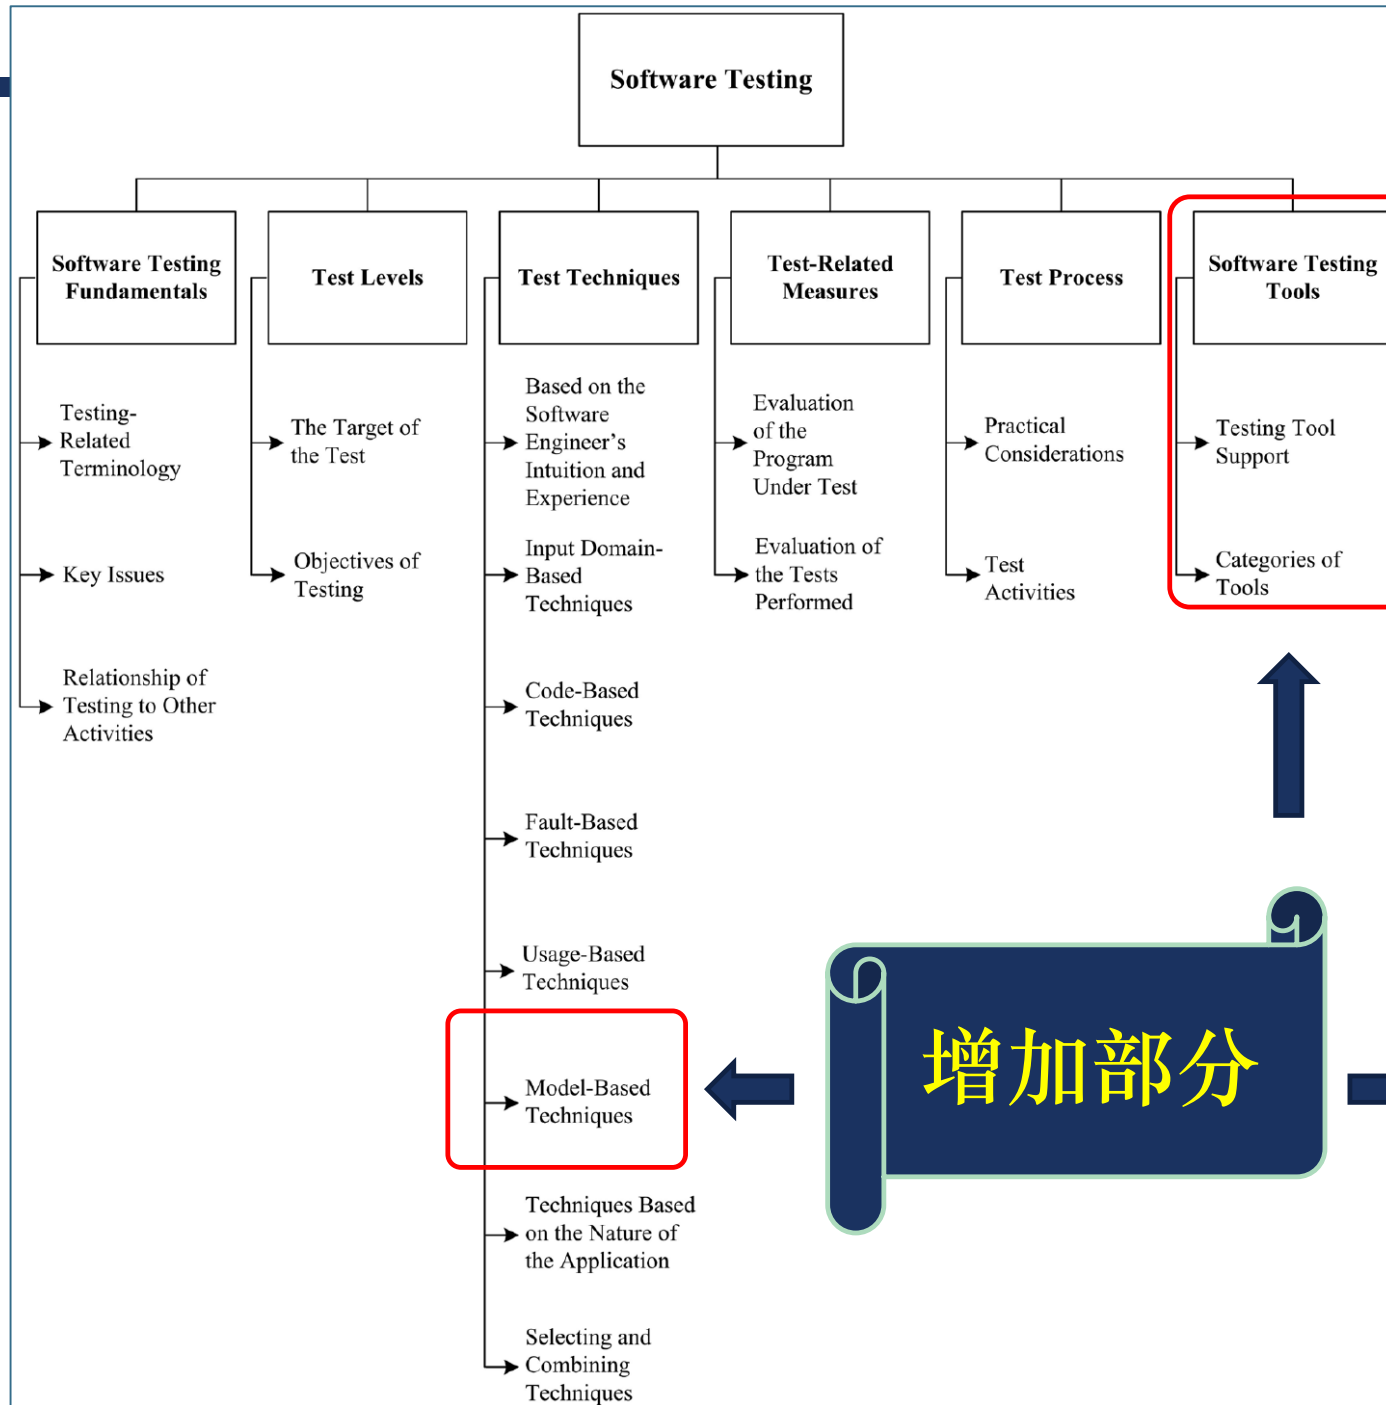 Software Testing
Software Testing
Fundamentals
Test Levels
Test Techniques
Test-Related
Measures
Test Process
Software Testing
Tools
Testing-
Related
Terminology
Key Issues
Relationship of
Testing to Other
Activities
The Target of
the Test
Objectives of
Testing
Based on the
Software
Engineer’s
Intuition and
Experience
Input Domain-
Based
Techniques
Code-Based
Techniques
Fault-Based
Techniques
Usage-Based
Techniques
Model-Based
Techniques
Techniques Based
on the Nature of
the Application
Selecting and
Combining
Techniques
Evaluation
of the
Program
Under Test
Evaluation of
the Tests
Performed
Practical
Considerations
Test
Activities
Testing Tool
Support
Categories of
Tools
增加部分